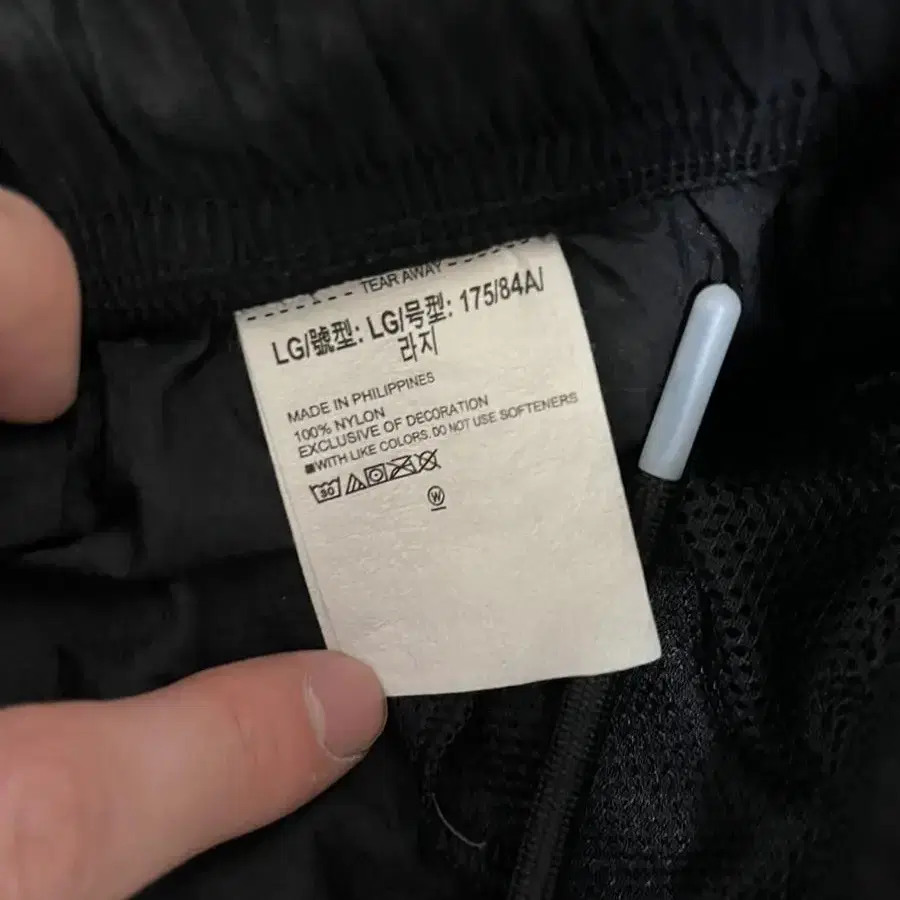 TEAR AWAY
LG/號型: LG/号型: 175/84A/
라지
MADE IN PHILIPPINES
100% NYLON
EXCLUSIVE OF DECORATION
■WITH LIKE COLORS. DO NOT USE SOFTENERS
30
W